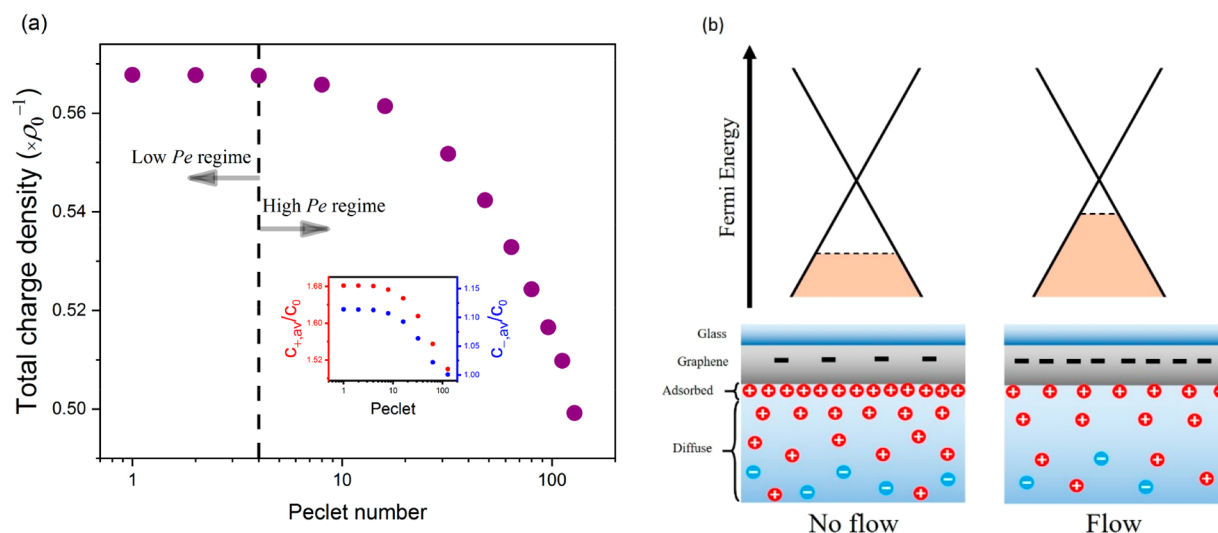 (a)
Total charge density (×ρ₀⁻¹)
0.56
0.54
0.52
0.50
Low Pe regime
High Pe regime
1.68
1.60
1.52
C+,av/C0
1.15
1.10
1.05
1.00
C−,av/C0
1
10
100
Peclet
1
10
100
Peclet number
(b)
Fermi Energy
Glass
Graphene
Adsorbed
Diffuse
No flow
Flow